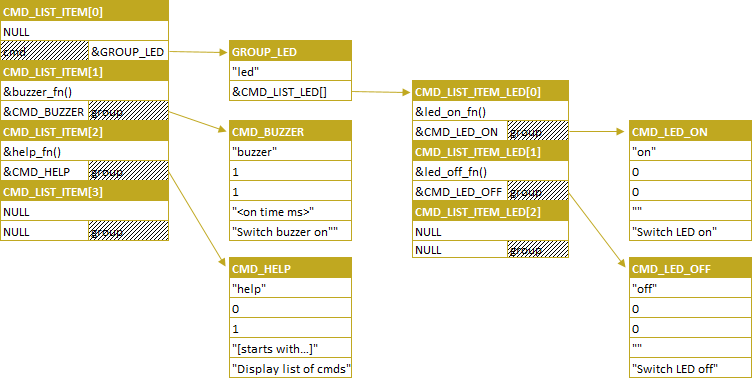 CMD_LIST_ITEM[0]
NULL
cmd &GROUP_LED
CMD_LIST_ITEM[1]
&buzzer_fn()
&CMD_BUZZER group
CMD_LIST_ITEM[2]
&help_fn()
&CMD_HELP group
CMD_LIST_ITEM[3]
NULL
NULL group
GROUP_LED
"led"
&CMD_LIST_LED[]
CMD_BUZZER
"buzzer"
1
1
"<on time ms>"
"Switch buzzer on""
CMD_HELP
"help"
0
1
"[starts with...]"
"Display list of cmds"
CMD_LIST_ITEM_LED[0]
&led_on_fn()
&CMD_LED_ON group
CMD_LIST_ITEM_LED[1]
&led_off_fn()
&CMD_LED_OFF group
CMD_LIST_ITEM_LED[2]
NULL
NULL group
CMD_LED_ON
"on"
0
0
""
"Switch LED on"
CMD_LED_OFF
"off"
0
0
""
"Switch LED off"